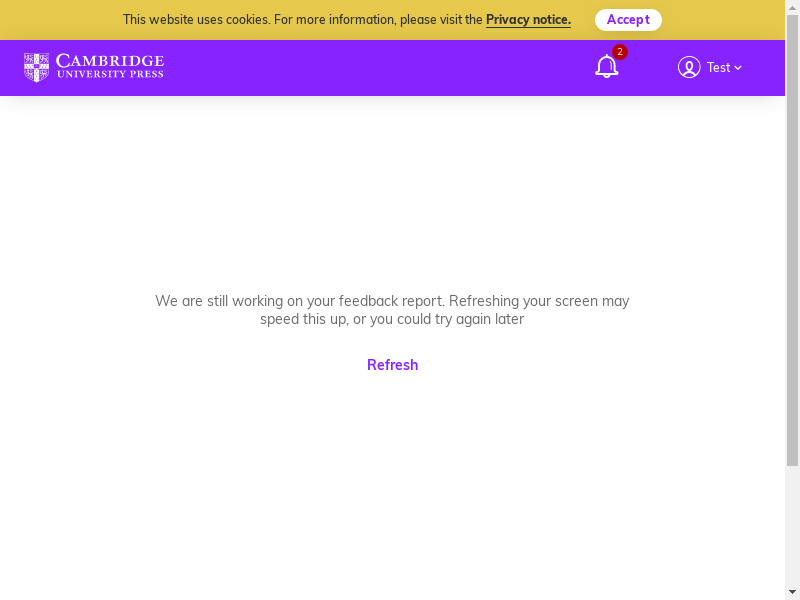 This website uses cookies. For more information, please visit the Privacy notice.
Accept
CAMBRIDGE
UNIVERSITY PRESS
2
Test
We are still working on your feedback report. Refreshing your screen may
speed this up, or you could try again later
Refresh